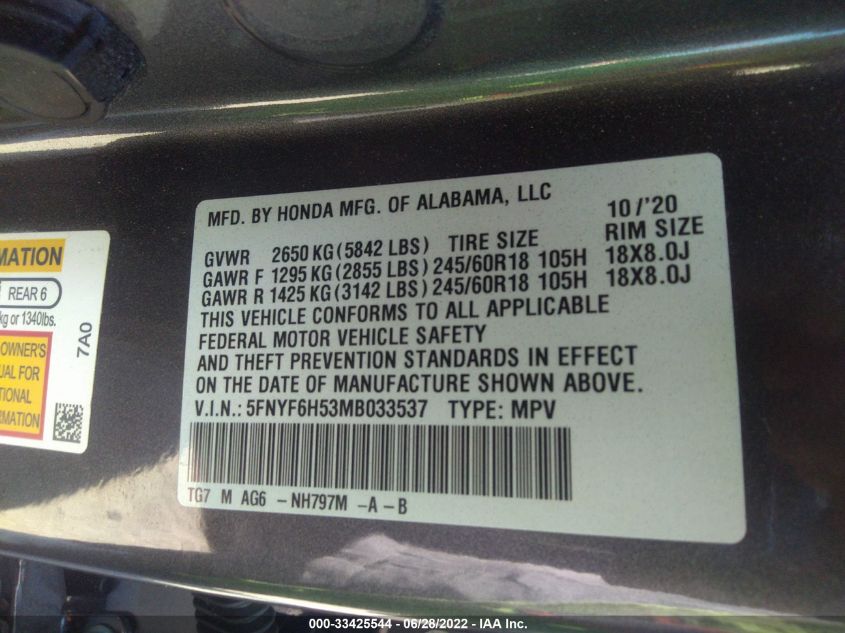 MFD. BY HONDA MFG. OF ALABAMA, LLC 10/'20
GVWR 2650 KG (5842 LBS) TIRE SIZE RIM SIZE
GAWR F 1295 KG (2855 LBS) 245/60R18 105H 18X8.0J
GAWR R 1425 KG (3142 LBS) 245/60R18 105H 18X8.0J
THIS VEHICLE CONFORMS TO ALL APPLICABLE
FEDERAL MOTOR VEHICLE SAFETY
AND THEFT PREVENTION STANDARDS IN EFFECT
ON THE DATE OF MANUFACTURE SHOWN ABOVE.
V.I.N.: 5FNYF6H53MB033537 TYPE: MPV
TG7 M AG6 -NH797M -A-B
MATION
REAR 6
kg or 1340lbs.
OWNER'S
UAL FOR
TIONAL
RMATION
7A0
000-33425544 - 06/28/2022 - IAA Inc.